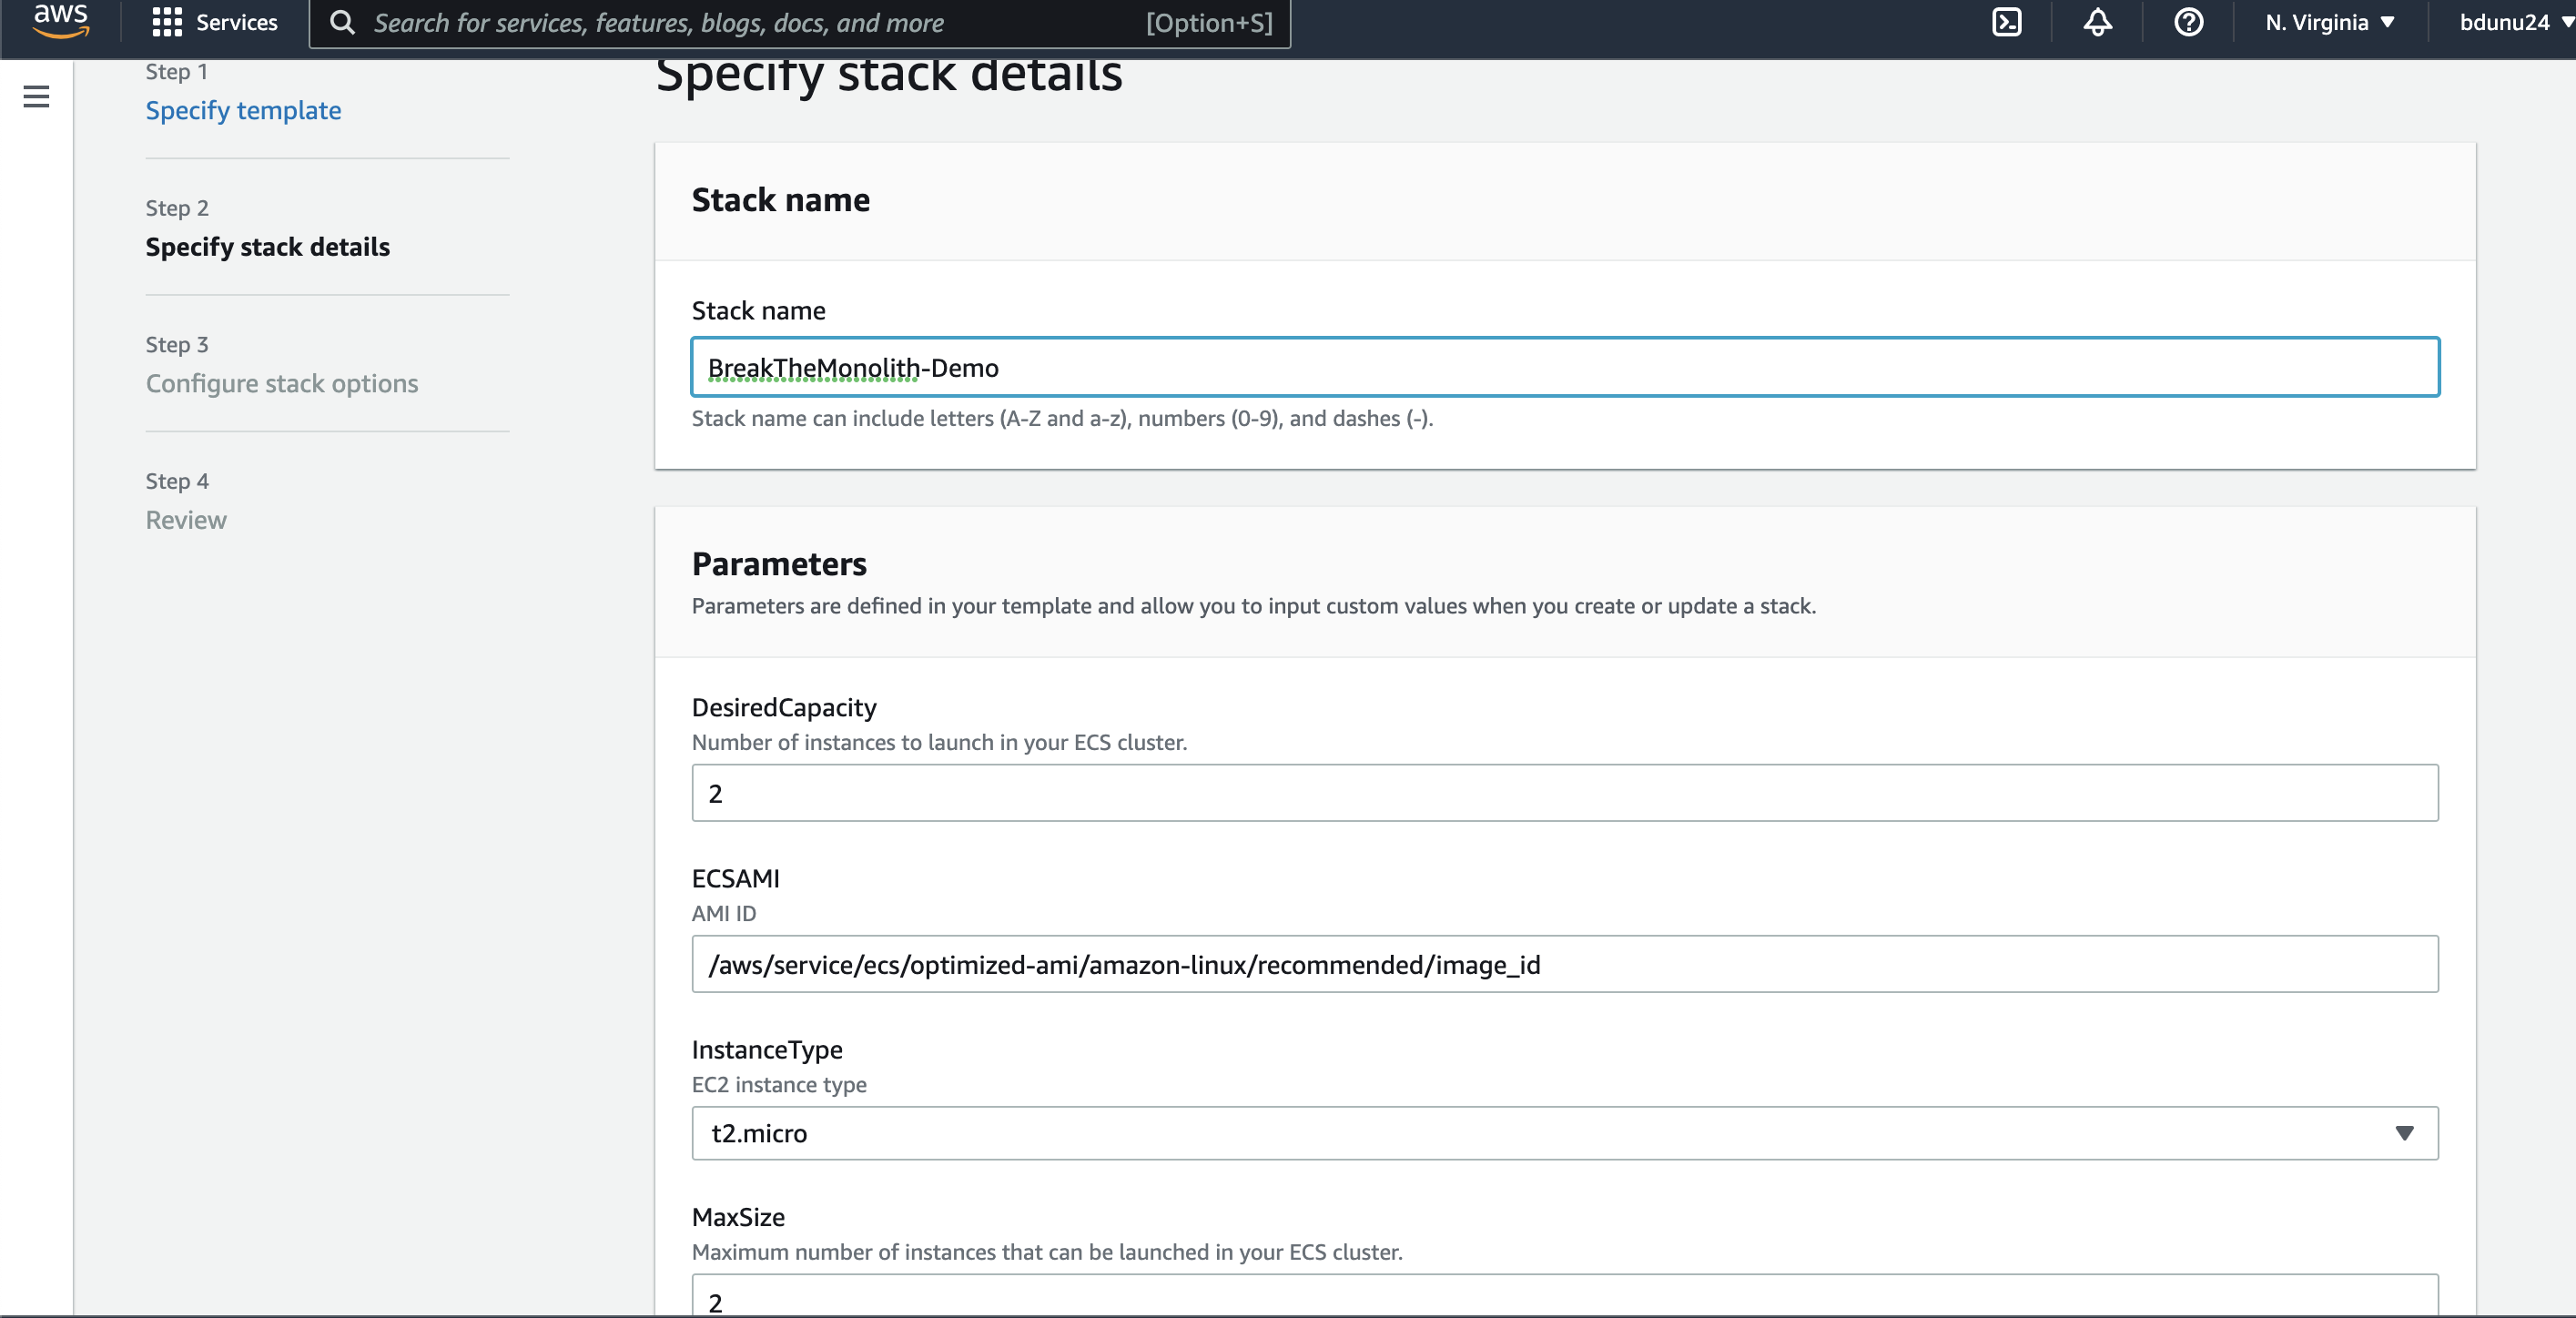 aws
Services
Search for services, features, blogs, docs, and more
[Option+S]
N. Virginia
bdunu24
Step 1
Specify template
Step 2
Specify stack details
Step 3
Configure stack options
Step 4
Review
Specify stack details
Stack name
Stack name
BreakTheMonolith-Demo
Stack name can include letters (A-Z and a-z), numbers (0-9), and dashes (-).
Parameters
Parameters are defined in your template and allow you to input custom values when you create or update a stack.
DesiredCapacity
Number of instances to launch in your ECS cluster.
2
ECSAMI
AMI ID
/aws/service/ecs/optimized-ami/amazon-linux/recommended/image_id
InstanceType
EC2 instance type
t2.micro
MaxSize
Maximum number of instances that can be launched in your ECS cluster.
2